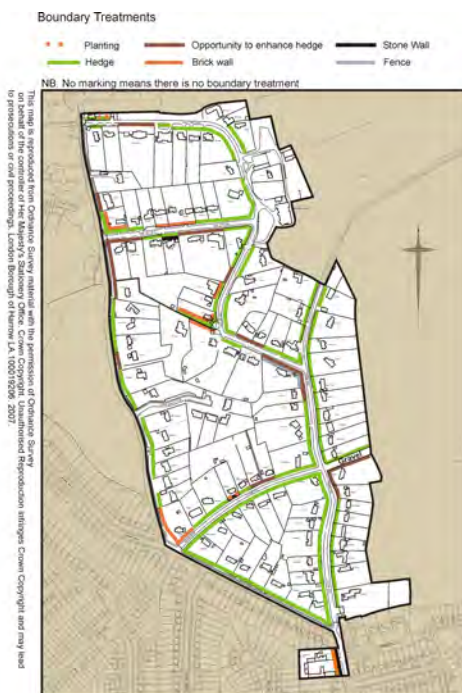 Boundary Treatments
Planting
Opportunity to enhance hedge
Stone Wall
Hedge
Brick wall
Fence
NB. No marking means there is no boundary treatment
This map is reproduced from Ordnance Survey material with the permission of Ordnance Survey
on behalf of the controller of Her Majesty's Stationery Office. Crown Copyright. Unauthorised Reproduction infringes Crown Copyright and may lead
to prosecutions or civil proceedings. London Borough of Harrow LA.100019206. 2007.